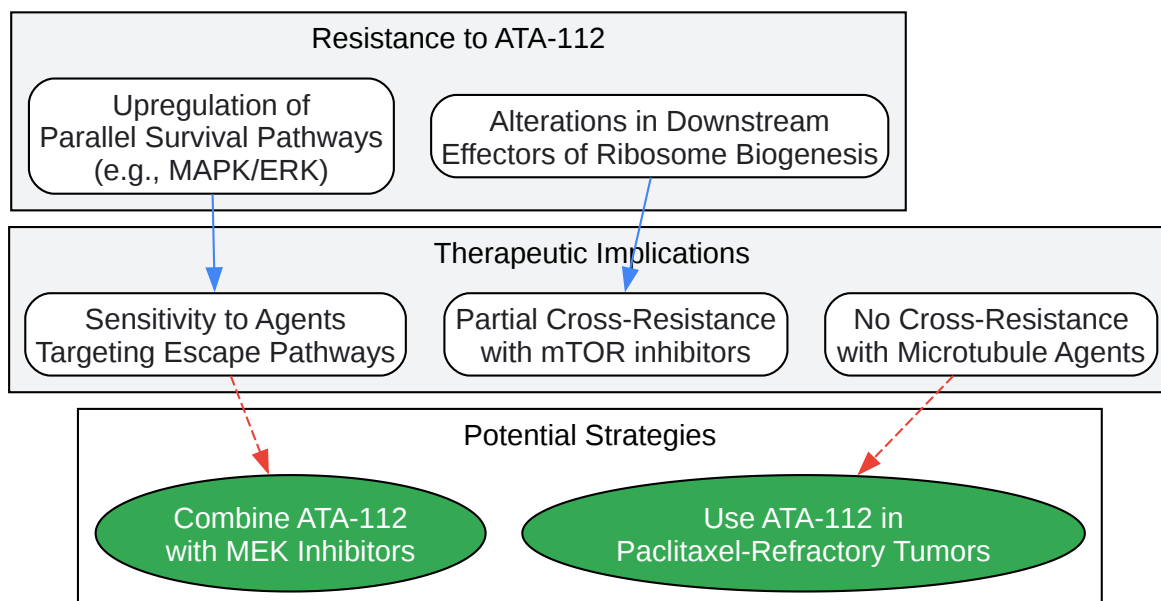 Resistance to ATA-112
Upregulation of
Parallel Survival Pathways
(e.g., MAPK/ERK)
Alterations in Downstream
Effectors of Ribosome Biogenesis
Therapeutic Implications
Sensitivity to Agents
Targeting Escape Pathways
Partial Cross-Resistance
with mTOR inhibitors
No Cross-Resistance
with Microtubule Agents
Potential Strategies
Combine ATA-112
with MEK Inhibitors
Use ATA-112 in
Paclitaxel-Refractory Tumors